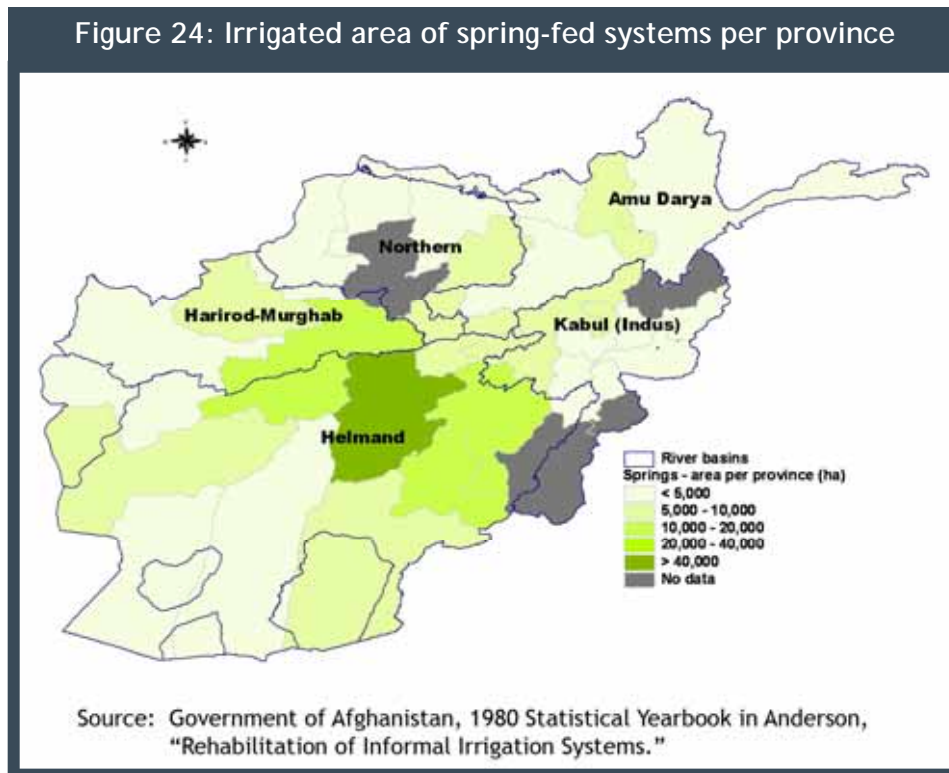 Figure 24: Irrigated area of spring-fed systems per province
Amu Darya
Northern
Harirod-Murghab
Kabul (Indus)
Helmand
River basins
Springs - area per province (ha)
< 5,000
5,000 - 10,000
10,000 - 20,000
20,000 - 40,000
> 40,000
No data
Source: Government of Afghanistan, 1980 Statistical Yearbook in Anderson,
“Rehabilitation of Informal Irrigation Systems.”